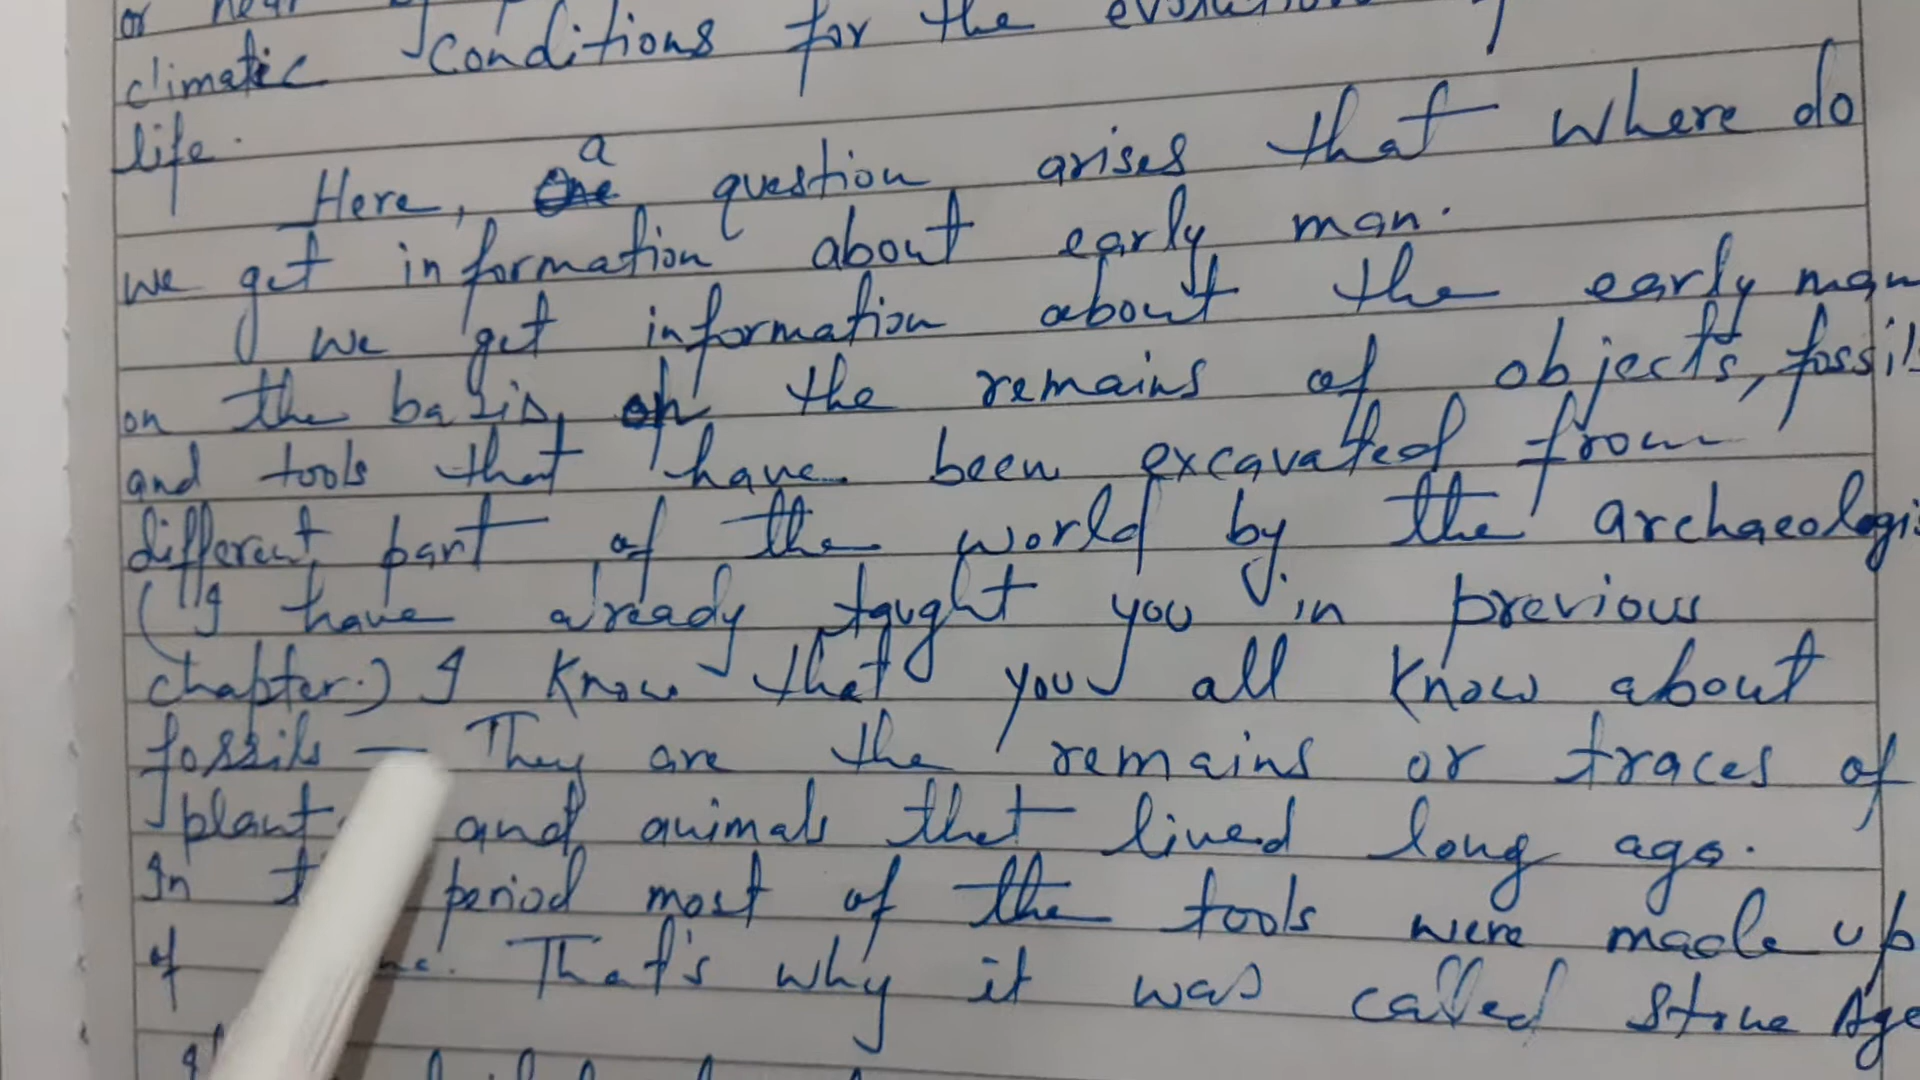 climatic conditions for the
life.
Here, a question arises that where do
we get information about early man.
We get information about the early man
on the basis of the remains of objects, fossils
and tools that have been excavated from
different part of the world by the
(I have already taught you in previous
chapter.) I know that you all know about
fossils — They are the remains or traces of
plant and animals that lived long ago.
In period most of the tools were made up
of That's why it was called Stone Age